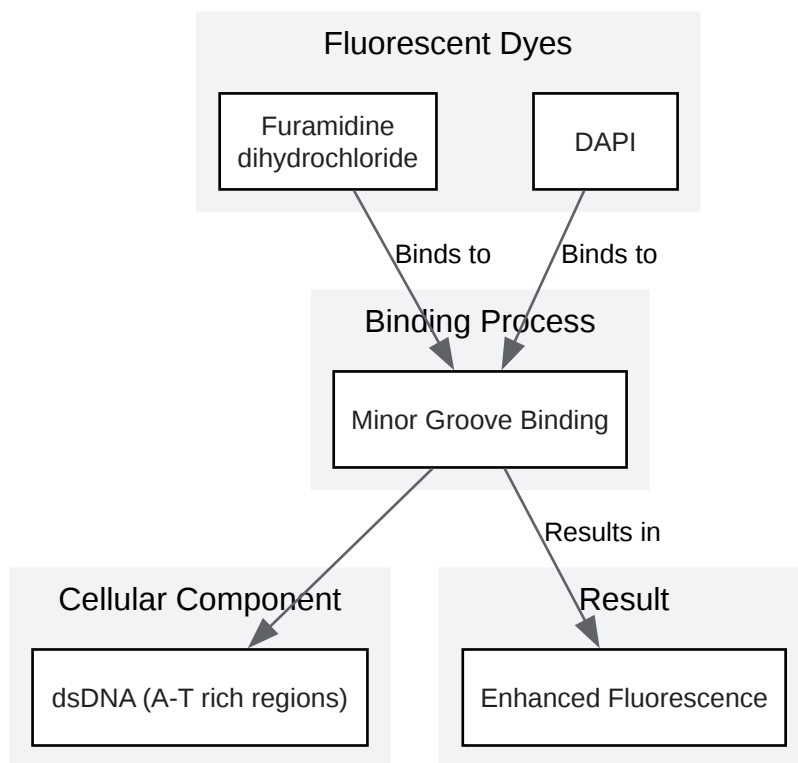 Fluorescent Dyes
Furamidine
dihydrochloride
DAPI
Binds to
Binds to
Binding Process
Minor Groove Binding
Results in
Cellular Component
Result
dsDNA (A-T rich regions)
Enhanced Fluorescence